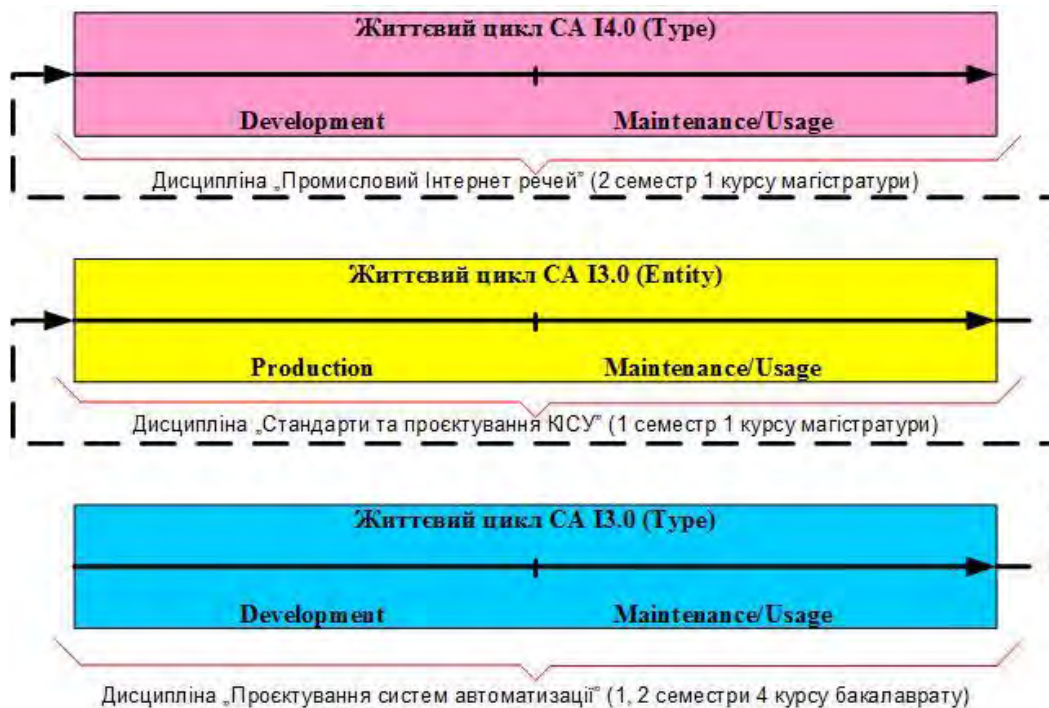 Життєвий цикл СА І4.0 (Type)
Development Maintenance/Usage
Дисципліна „Промисловий Інтернет речей” (2 семестр 1 курсу магістратури)
Життєвий цикл СА І3.0 (Entity)
Production Maintenance/Usage
Дисципліна „Стандарти та проєктування КІСУ” (1 семестр 1 курсу магістратури)
Життєвий цикл СА І3.0 (Type)
Development Maintenance/Usage
Дисципліна „Проєктування систем автоматизації” (1, 2 семестри 4 курсу бакалаврату)